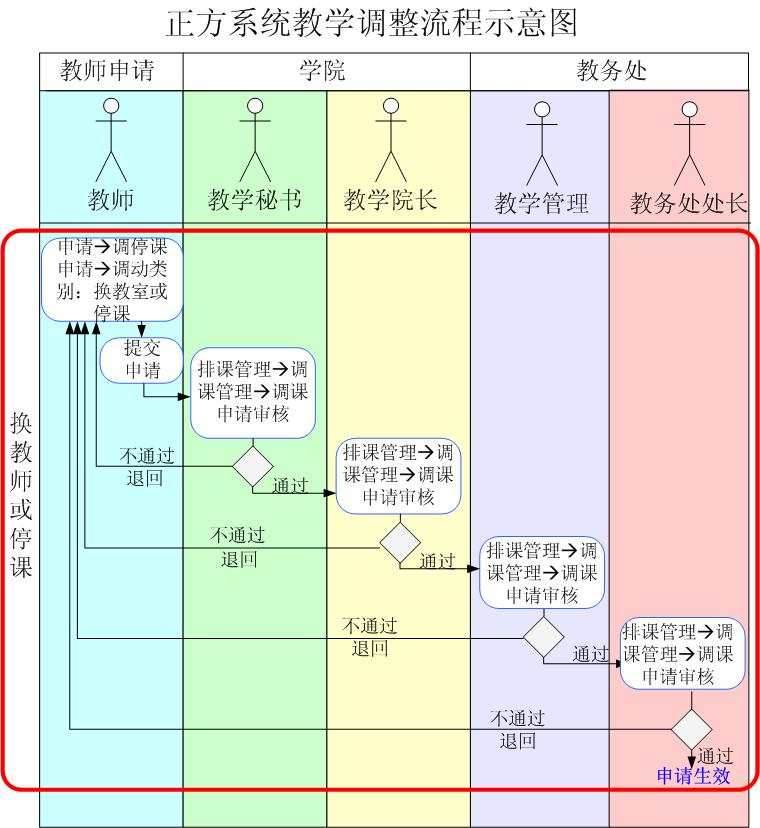 正方系统教学调整流程示意图
教师申请
学院
教务处
教师
教学秘书
教学院长
教学管理
教务处处长
申请→调停课
申请→调动类
别：换教室或
停课
提交
申请
排课管理→调
课管理→调课
申请审核
不通过
退回
通过
排课管理→调
课管理→调课
申请审核
不通过
退回
通过
排课管理→调
课管理→调课
申请审核
不通过
退回
通过
排课管理→调
课管理→调课
申请审核
不通过
退回
通过
申请生效
换教师或停课